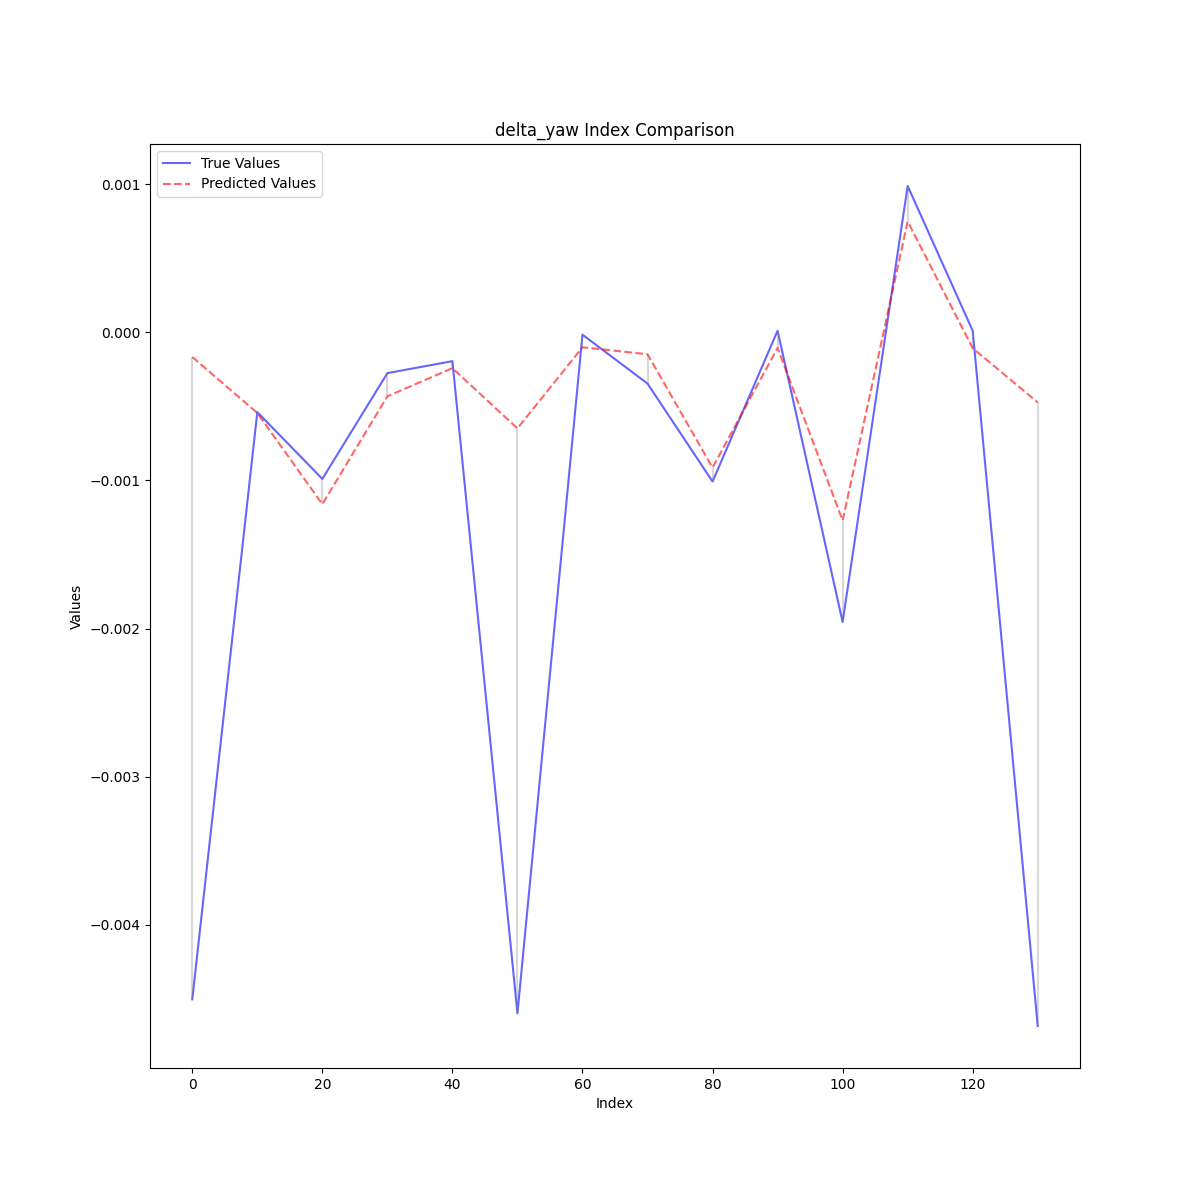 delta_yaw Index Comparison
True Values
Predicted Values
0.001
0.000
−0.001
−0.002
−0.003
−0.004
Values
0 20 40 60 80 100 120
Index